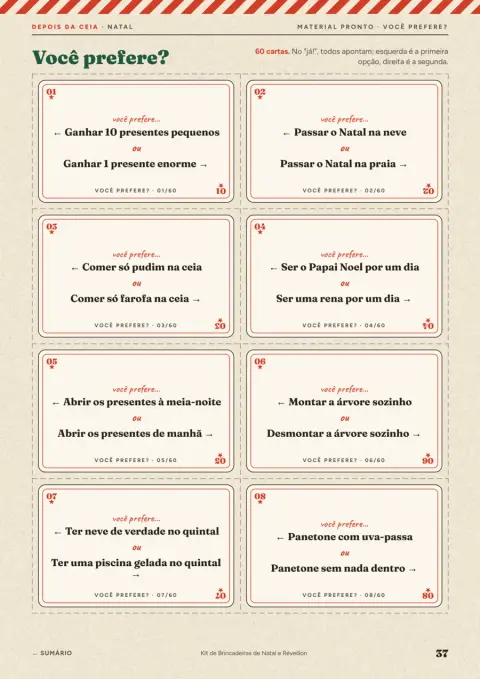 DEPOIS DA CEIA · NATAL
MATERIAL PRONTO · VOCÊ PREFERE?
Você prefere?
60 cartas. No "já!", todos apontam: esquerda é a primeira
opção, direita é a segunda.
01
você prefere...
← Ganhar 10 presentes pequenos
ou
Ganhar 1 presente enorme →
VOCÊ PREFERE? · 01/60
01
02
você prefere...
← Passar o Natal na neve
ou
Passar o Natal na praia →
VOCÊ PREFERE? · 02/60
02
03
você prefere...
← Comer só pudim na ceia
ou
Comer só farofa na ceia →
VOCÊ PREFERE? · 03/60
03
04
você prefere...
← Ser o Papai Noel por um dia
ou
Ser uma rena por um dia →
VOCÊ PREFERE? · 04/60
04
05
você prefere...
← Abrir os presentes à meia-noite
ou
Abrir os presentes de manhã →
VOCÊ PREFERE? · 05/60
05
06
você prefere...
← Montar a árvore sozinho
ou
Desmontar a árvore sozinho →
VOCÊ PREFERE? · 06/60
06
07
você prefere...
← Ter neve de verdade no quintal
ou
Ter uma piscina gelada no quintal
→
VOCÊ PREFERE? · 07/60
07
08
você prefere...
← Panetone com uva-passa
ou
Panetone sem nada dentro →
VOCÊ PREFERE? · 08/60
08
← SUMÁRIO
Kit de Brincadeiras de Natal e Réveillon
37